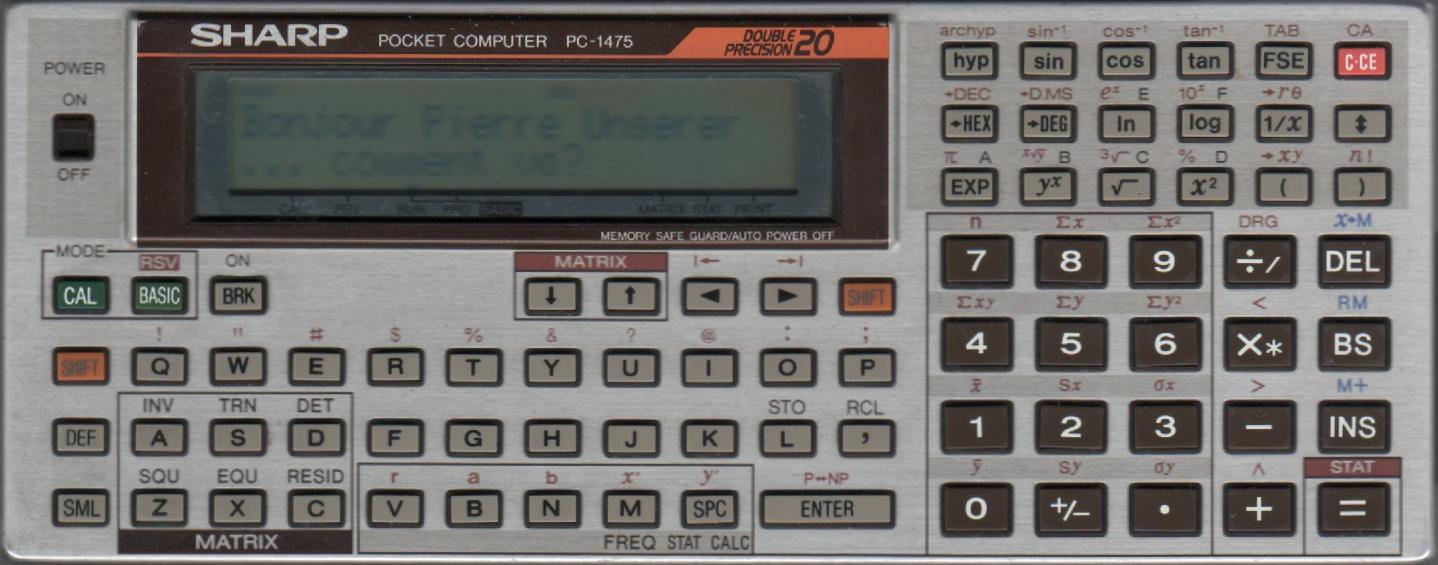 SHARP POCKET COMPUTER PC-1475 DOUBLE PRECISION 20
POWER
ON
OFF
Bonjour Pierre Unserer
... comment va?
CAL RSV RUN PRO BASIC MATRIX STAT PRINT
MEMORY SAFE GUARD/AUTO POWER OFF
archyp sin⁻¹ cos⁻¹ tan⁻¹ TAB CA
hyp sin cos tan FSE C·CE
→DEC →D.MS eˣ E 10ˣ F →rθ
→HEX →DEG ln log 1/x ↕
π A ˣ√y B ³√ C % D →xy n!
EXP yˣ √ x² ( )
MODE RSV ON MATRIX |← →|
CAL BASIC BRK ↓ ↑ ◀ ▶ SHIFT
! " # $ % & ? @ : ;
SHIFT Q W E R T Y U I O P
INV TRN DET STO RCL
DEF A S D F G H J K L ,
SQU EQU RESID r a b x' y' P↔NP
SML Z X C V B N M SPC ENTER
MATRIX FREQ STAT CALC
n Σx Σx² DRG x→M
7 8 9 ÷/ DEL
Σxy Σy Σy² < RM
4 5 6 ×* BS
x̄ Sx σx > M+
1 2 3 − INS
ȳ Sy σy ^ STAT
0 +/− • + =